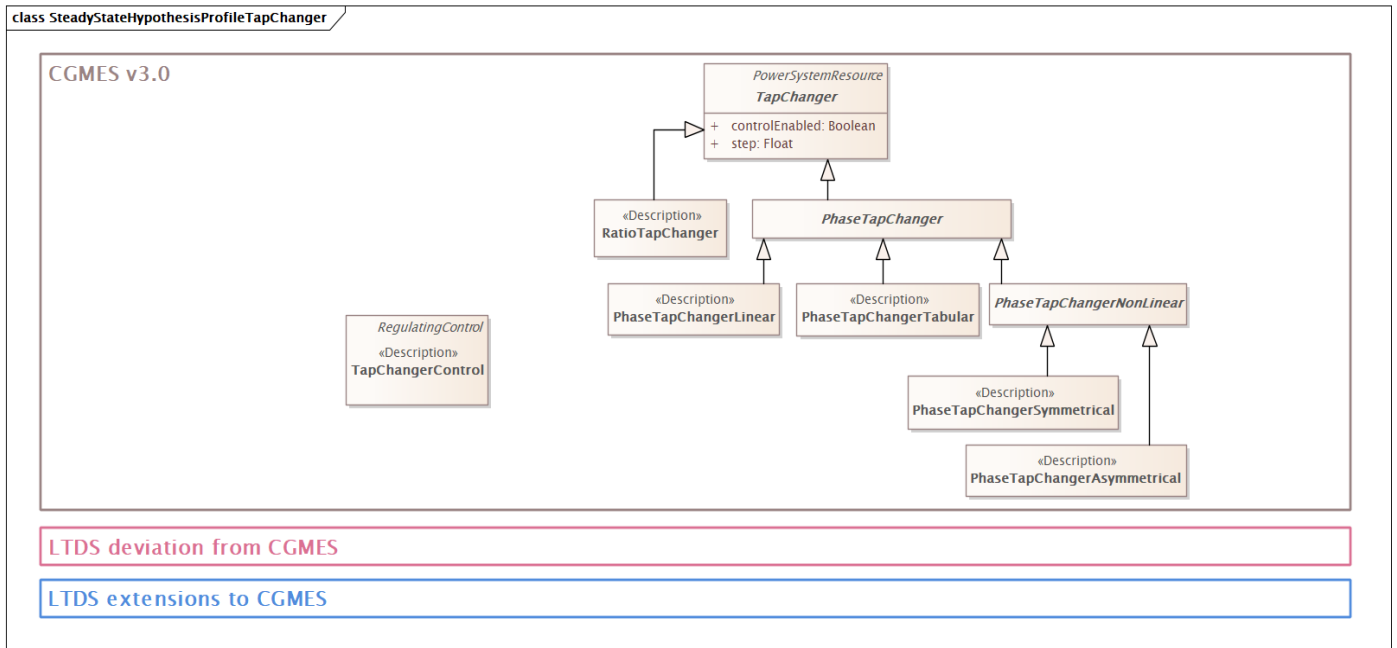 class SteadyStateHypothesisProfileTapChanger
CGMES v3.0
PowerSystemResource
TapChanger
+ controlEnabled: Boolean
+ step: Float
«Description»
RatioTapChanger
PhaseTapChanger
«Description»
PhaseTapChangerLinear
«Description»
PhaseTapChangerTabular
PhaseTapChangerNonLinear
RegulatingControl
«Description»
TapChangerControl
«Description»
PhaseTapChangerSymmetrical
«Description»
PhaseTapChangerAsymmetrical
LTDS deviation from CGMES
LTDS extensions to CGMES